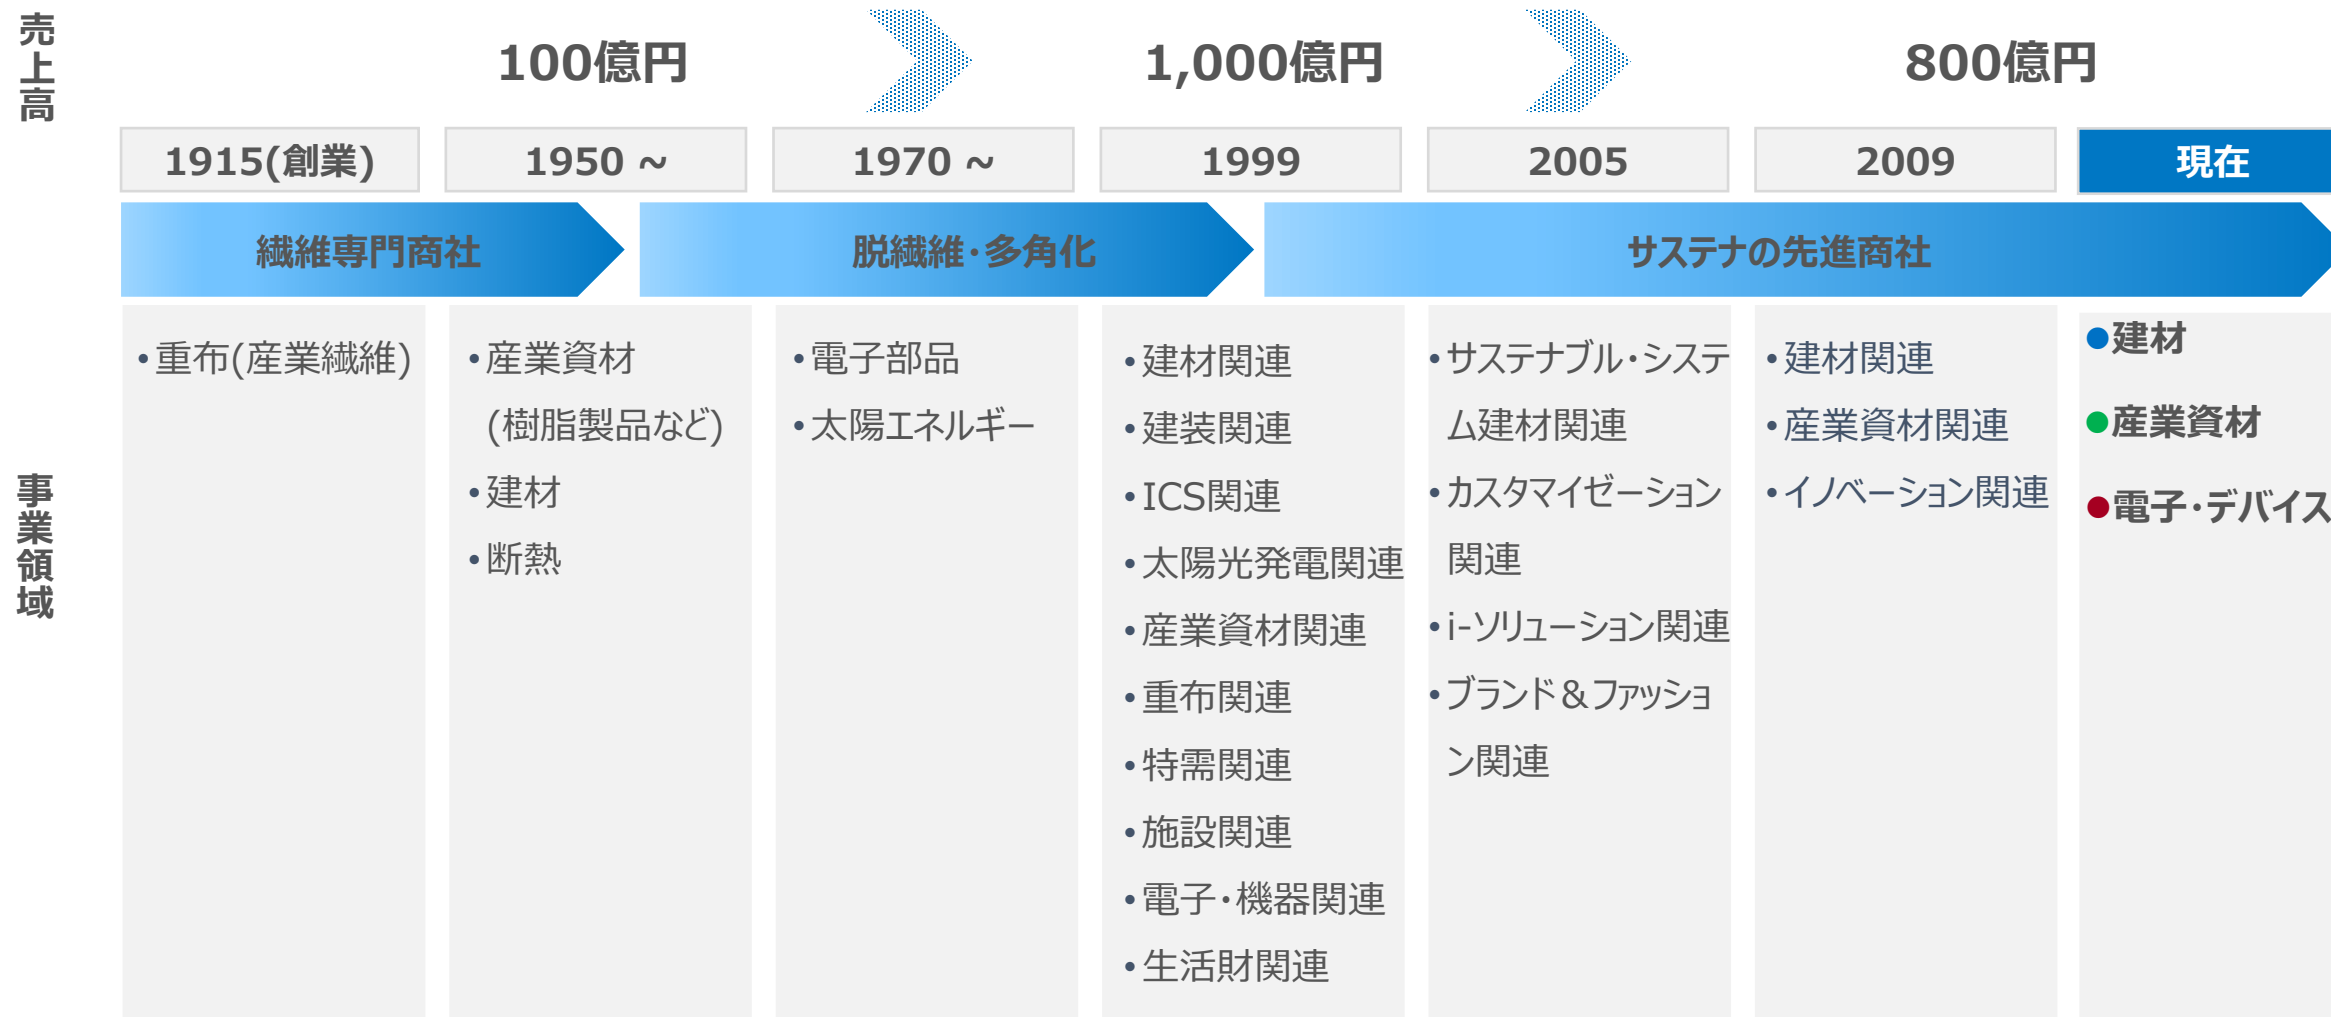 売上高
100億円
1,000億円
800億円
1915(創業)
1950 ~
1970 ~
1999
2005
2009
現在
繊維専門商社
脱繊維・多角化
サステナの先進商社
事業領域
•重布(産業繊維)
•産業資材
(樹脂製品など)
•建材
•断熱
•電子部品
•太陽エネルギー
•建材関連
•建装関連
•ICS関連
•太陽光発電関連
•産業資材関連
•重布関連
•特需関連
•施設関連
•電子・機器関連
•生活財関連
•サステナブル・システ
ム建材関連
•カスタマイゼーション
関連
•i-ソリューション関連
•ブランド＆ファッショ
ン関連
•建材関連
•産業資材関連
•イノベーション関連
●建材
●産業資材
●電子・デバイス